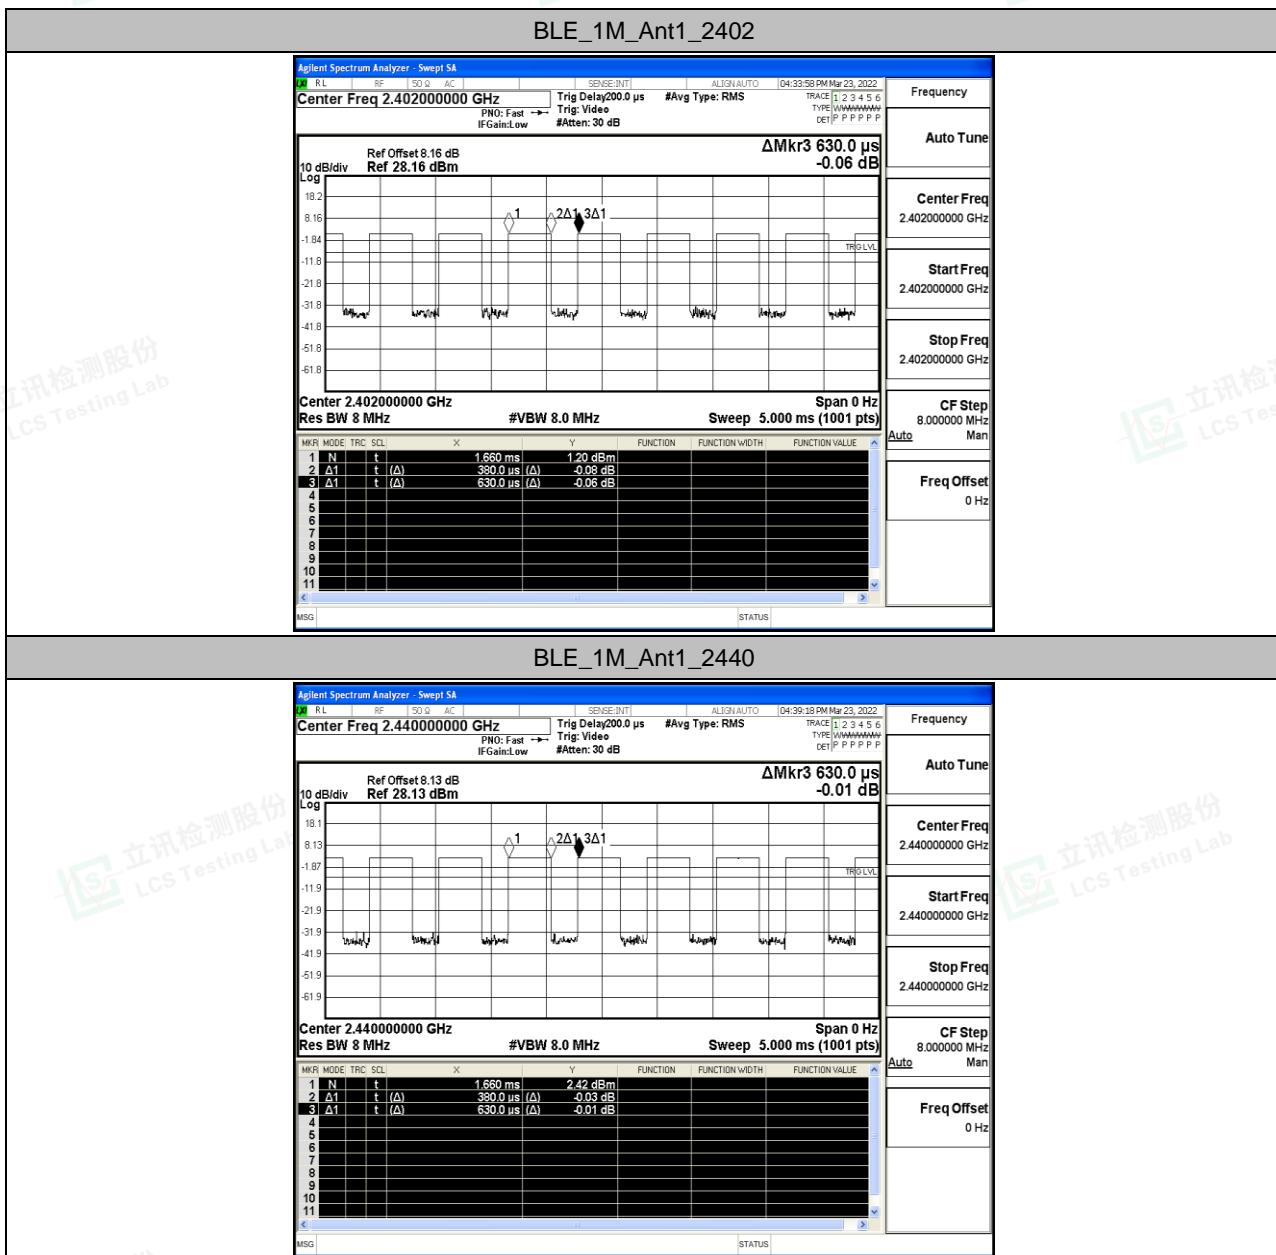 BLE_1M_Ant1_2402
Agilent Spectrum Analyzer - Swept SA
RL RF 50 Ω AC SENSE:INT ALIGN AUTO 04:33:58 PM Mar 23, 2022
Center Freq 2.402000000 GHz Trig Delay200.0 µs #Avg Type: RMS TRACE 1 2 3 4 5 6
PNO: Fast Trig: Video TYPE
IFGain:Low #Atten: 30 dB DET P P P P P P
Frequency
Auto Tune
Center Freq
2.402000000 GHz
Start Freq
2.402000000 GHz
Stop Freq
2.402000000 GHz
CF Step
8.000000 MHz
Auto Man
Freq Offset
0 Hz
ΔMkr3 630.0 µs
-0.06 dB
Ref Offset 8.16 dB
10 dB/div Ref 28.16 dBm
Log
18.2
8.16
-1.84
-11.8
-21.8
-31.8
-41.8
-51.8
-61.8
1 2Δ1 3Δ1
TRIG LVL
Center 2.402000000 GHz Span 0 Hz
Res BW 8 MHz #VBW 8.0 MHz Sweep 5.000 ms (1001 pts)
MKR MODE TRC SCL X Y FUNCTION FUNCTION WIDTH FUNCTION VALUE
1 N t 1.660 ms 1.20 dBm
2 Δ1 t (Δ) 380.0 µs (Δ) -0.08 dB
3 Δ1 t (Δ) 630.0 µs (Δ) -0.06 dB
4
5
6
7
8
9
10
11
MSG STATUS
BLE_1M_Ant1_2440
Agilent Spectrum Analyzer - Swept SA
RL RF 50 Ω AC SENSE:INT ALIGN AUTO 04:39:18 PM Mar 23, 2022
Center Freq 2.440000000 GHz Trig Delay200.0 µs #Avg Type: RMS TRACE 1 2 3 4 5 6
PNO: Fast Trig: Video TYPE
IFGain:Low #Atten: 30 dB DET P P P P P P
Frequency
Auto Tune
Center Freq
2.440000000 GHz
Start Freq
2.440000000 GHz
Stop Freq
2.440000000 GHz
CF Step
8.000000 MHz
Auto Man
Freq Offset
0 Hz
ΔMkr3 630.0 µs
-0.01 dB
Ref Offset 8.13 dB
10 dB/div Ref 28.13 dBm
Log
18.1
8.13
-1.87
-11.9
-21.9
-31.9
-41.9
-51.9
-61.9
1 2Δ1 3Δ1
TRIG LVL
Center 2.440000000 GHz Span 0 Hz
Res BW 8 MHz #VBW 8.0 MHz Sweep 5.000 ms (1001 pts)
MKR MODE TRC SCL X Y FUNCTION FUNCTION WIDTH FUNCTION VALUE
1 N t 1.660 ms 2.42 dBm
2 Δ1 t (Δ) 380.0 µs (Δ) -0.03 dB
3 Δ1 t (Δ) 630.0 µs (Δ) -0.01 dB
4
5
6
7
8
9
10
11
MSG STATUS
立讯检测股份
LCS Testing Lab
立讯检测股份
LCS Testing Lab
立讯检测股份
LCS Testing Lab